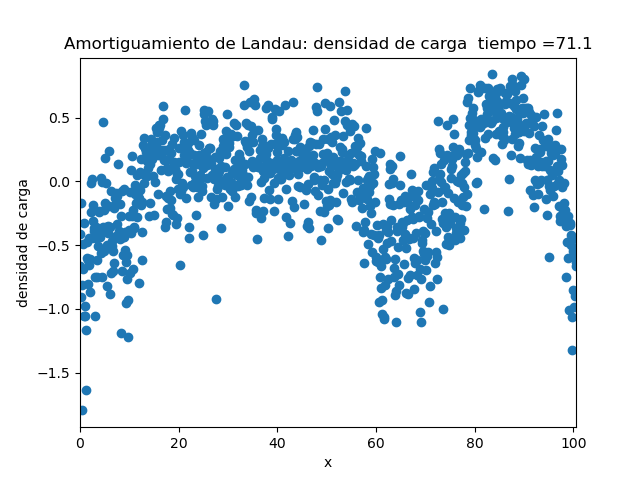 Amortiguamiento de Landau: densidad de carga  tiempo =71.1
densidad de carga
0.5
0.0
−0.5
−1.0
−1.5
0 20 40 60 80 100
x